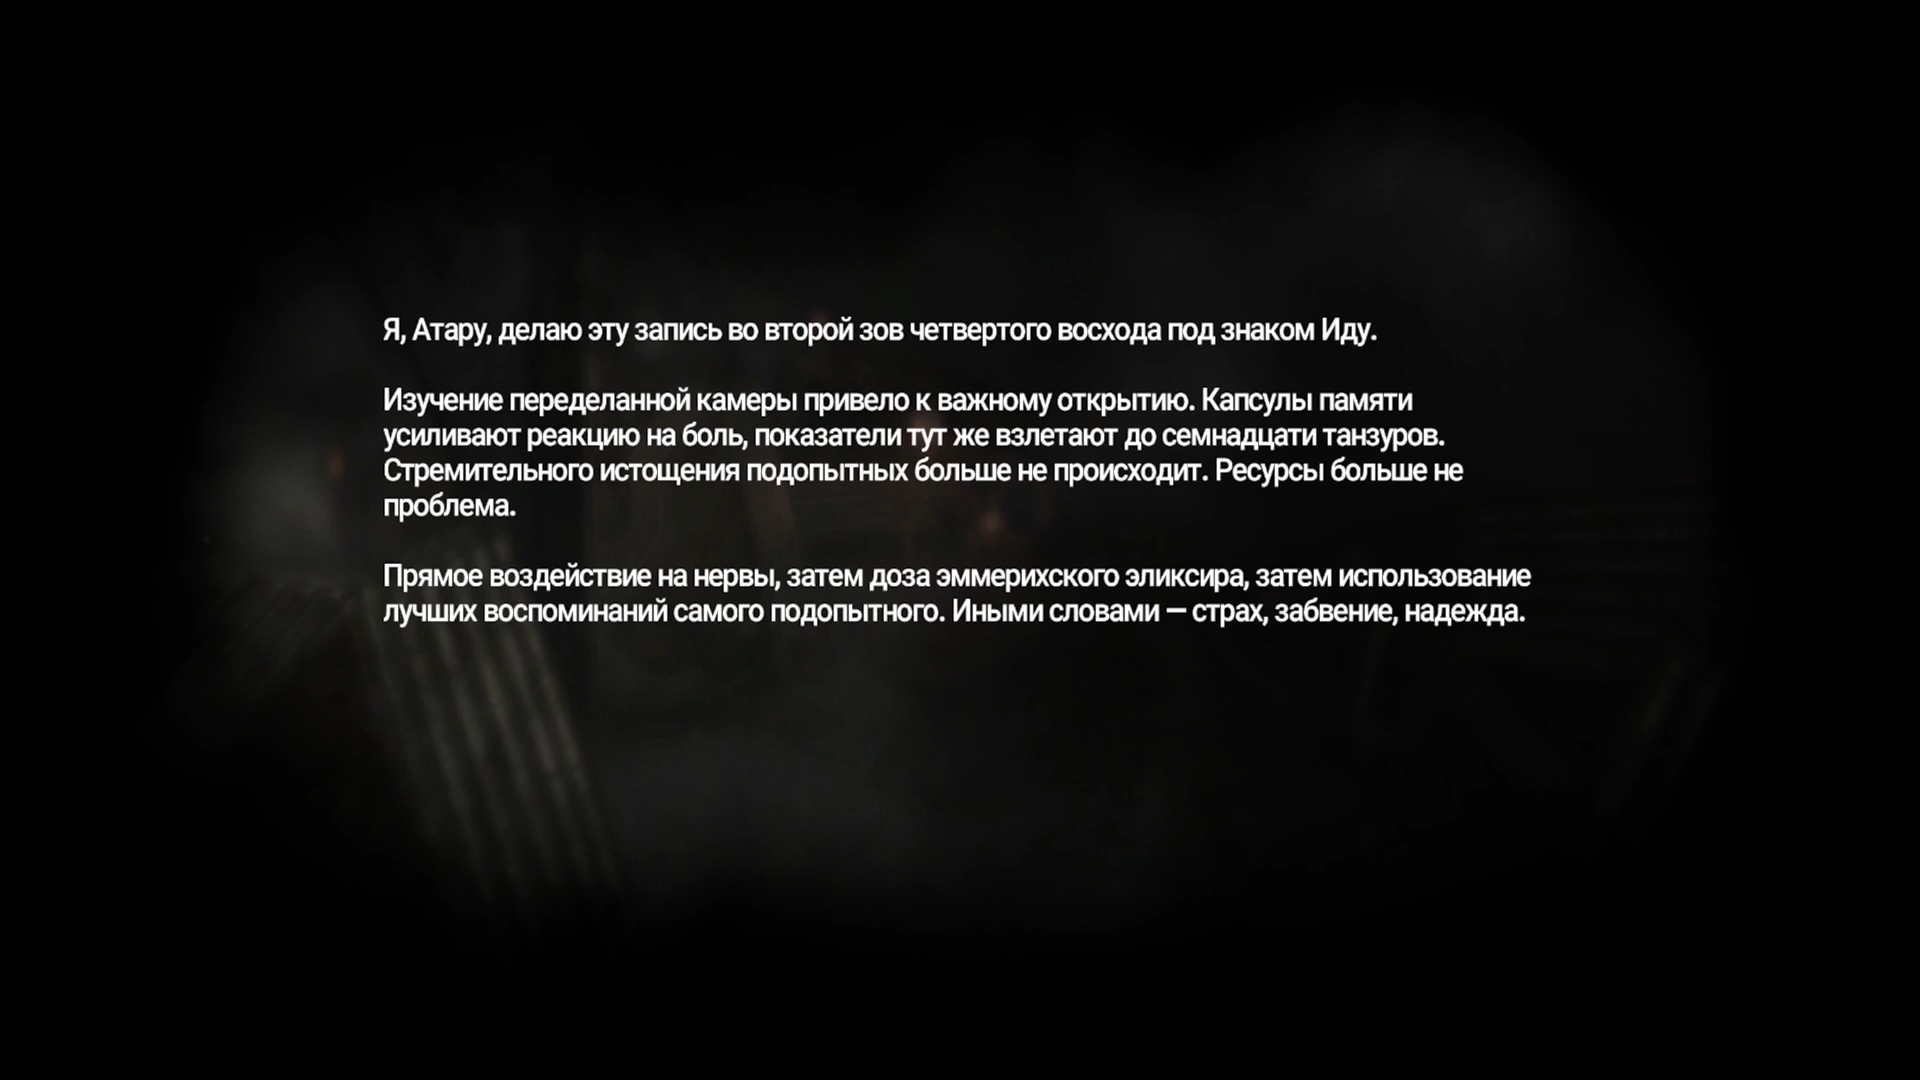 Я, Атару, делаю эту запись во второй зов четвертого восхода под знаком Иду.
Изучение переделанной камеры привело к важному открытию. Капсулы памяти
усиливают реакцию на боль, показатели тут же взлетают до семнадцати танзуров.
Стремительного истощения подопытных больше не происходит. Ресурсы больше не
проблема.
Прямое воздействие на нервы, затем доза эммерихского эликсира, затем использование
лучших воспоминаний самого подопытного. Иными словами — страх, забвение, надежда.